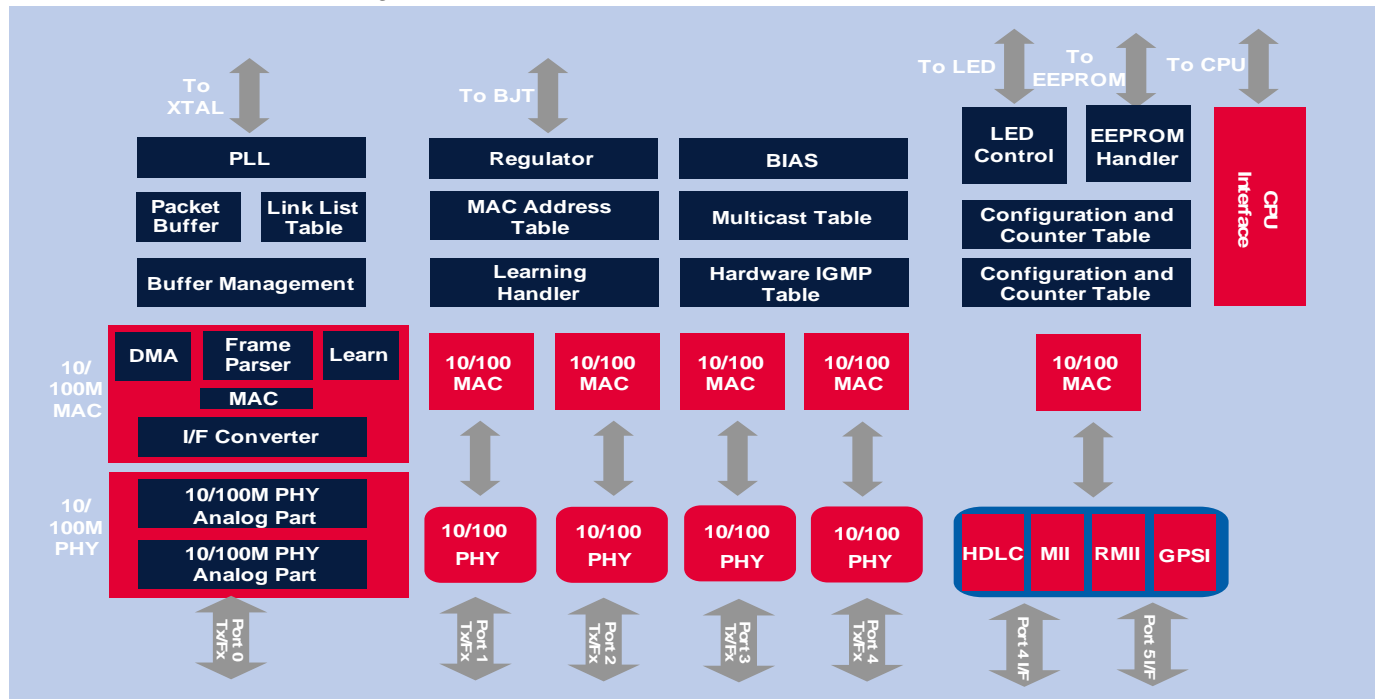 To
XTAL
To BJT
To LED
To
EEPROM
To CPU
PLL
Regulator
BIAS
LED
Control
EEPROM
Handler
CPU
Interface
Packet
Buffer
Link List
Table
MAC Address
Table
Multicast Table
Configuration and
Counter Table
Buffer Management
Learning
Handler
Hardware IGMP
Table
Configuration and
Counter Table
10/
100M
MAC
DMA
Frame
Parser
Learn
MAC
I/F Converter
10/100
MAC
10/100
MAC
10/100
MAC
10/100
MAC
10/100
MAC
10/
100M
PHY
10/100M PHY
Analog Part
10/100M PHY
Analog Part
10/100
PHY
10/100
PHY
10/100
PHY
10/100
PHY
HDLC
MII
RMII
GPSI
Port 0
Tx/Fx
Port 1
Tx/Fx
Port 2
Tx/Fx
Port 3
Tx/Fx
Port 4
Tx/Fx
Port 4 I/F
Port 5 I/F